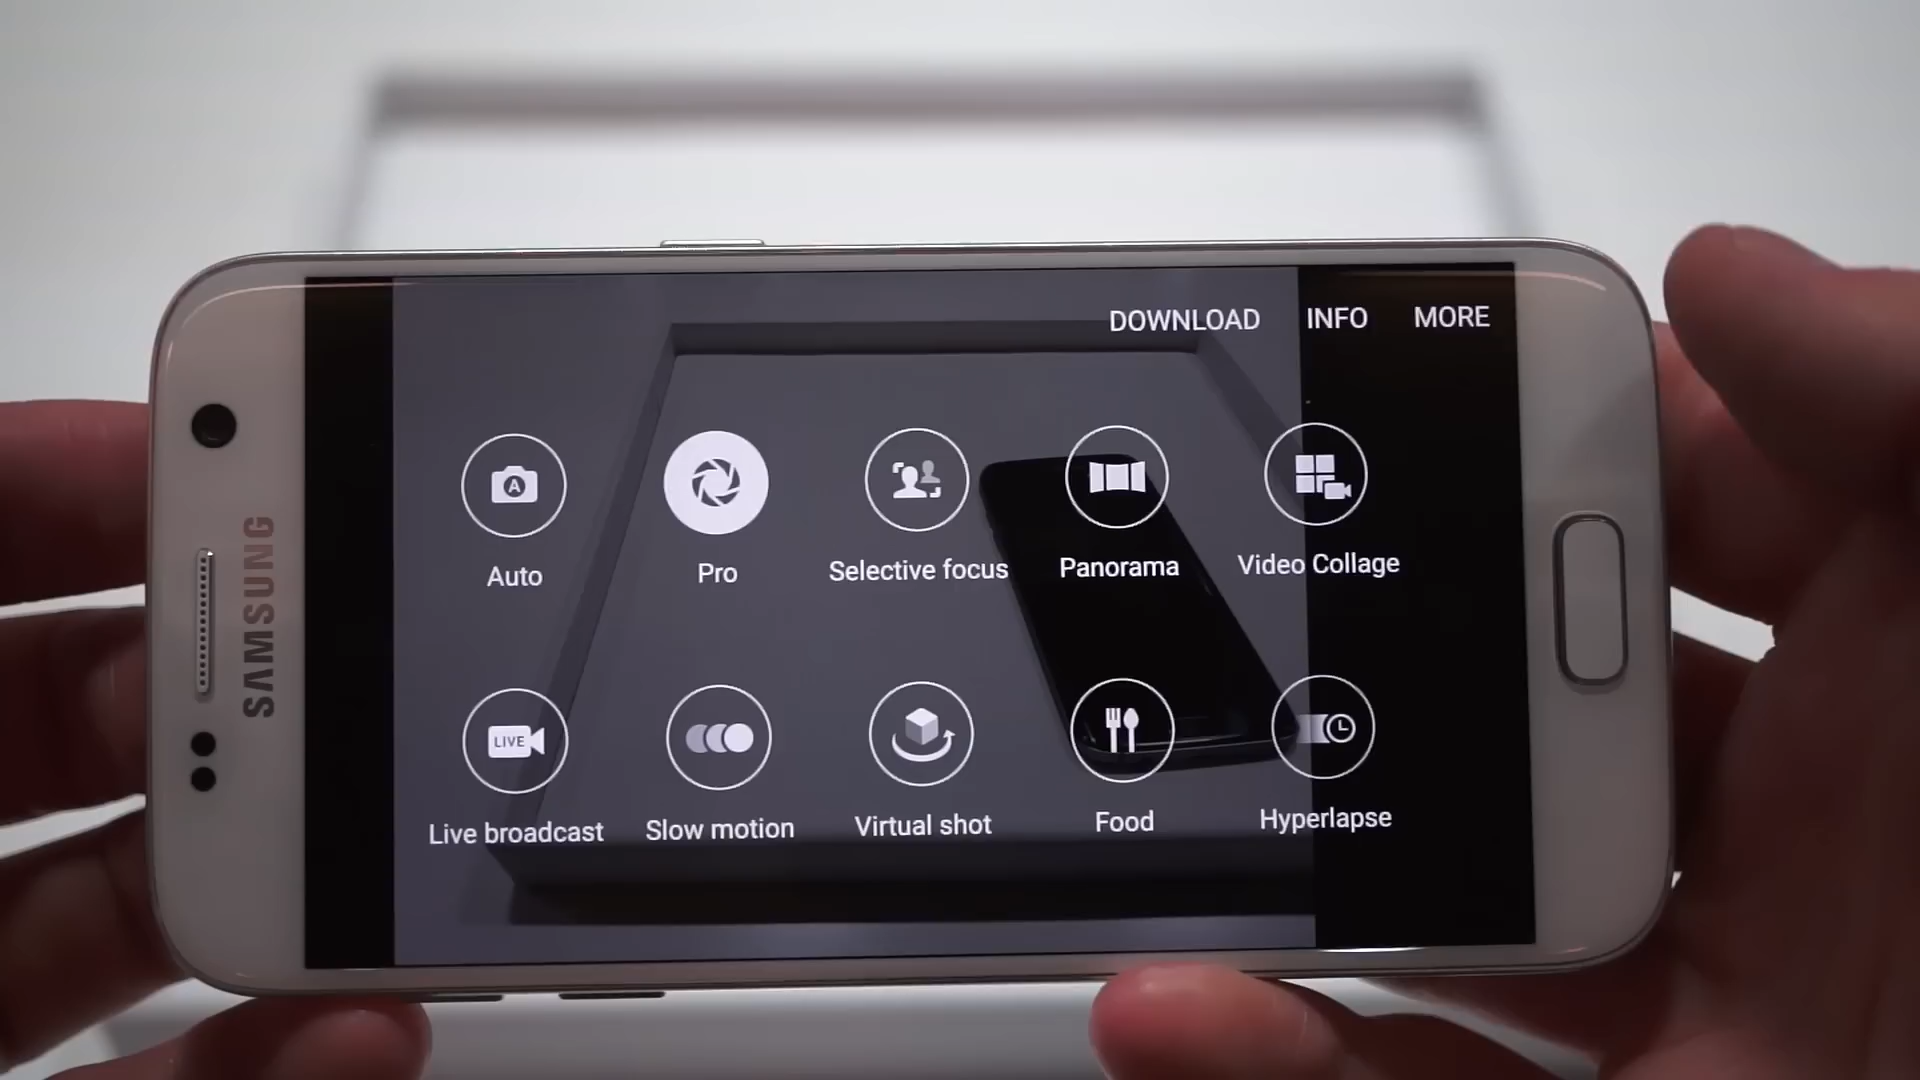 DOWNLOAD INFO MORE
A
Auto Pro Selective focus Panorama Video Collage
LIVE
Live broadcast Slow motion Virtual shot Food Hyperlapse
SAMSUNG